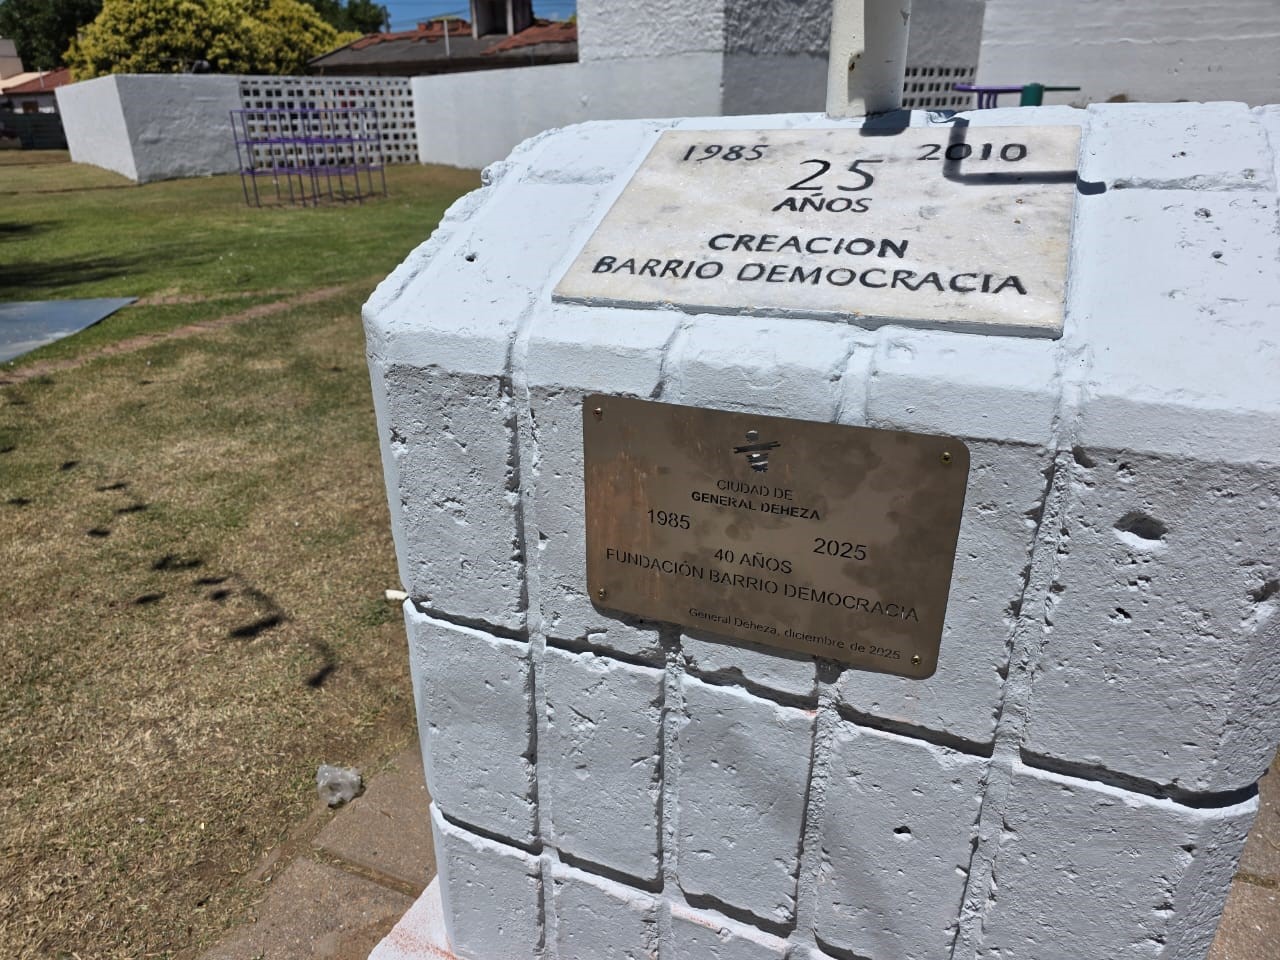 1985 2010
25
AÑOS
CREACION
BARRIO DEMOCRACIA
CIUDAD DE
GENERAL DEHEZA
1985 2025
40 AÑOS
FUNDACIÓN BARRIO DEMOCRACIA
General Deheza, diciembre de 2025